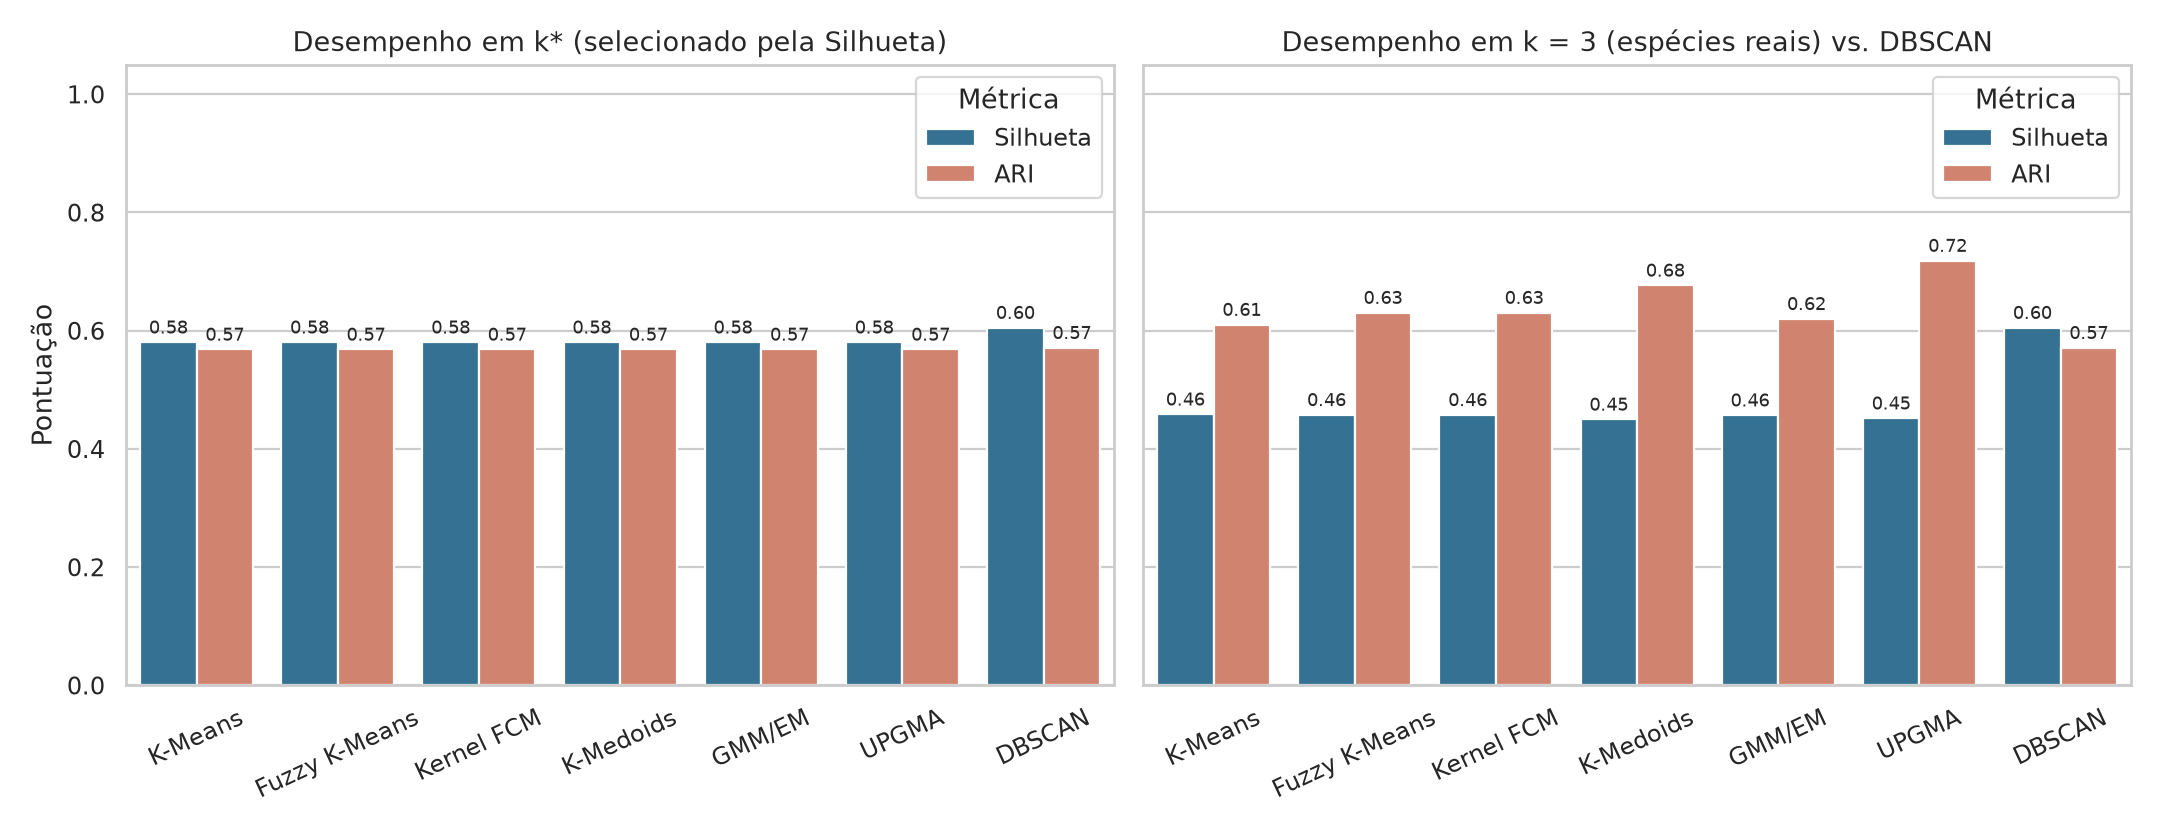 Desempenho em k* (selecionado pela Silhueta)
Pontuação
1.0
0.8
0.6
0.4
0.2
0.0
Métrica
Silhueta
ARI
0.58 0.57 0.58 0.57 0.58 0.57 0.58 0.57 0.58 0.57 0.58 0.57 0.60 0.57
K-Means Fuzzy K-Means Kernel FCM K-Medoids GMM/EM UPGMA DBSCAN
Desempenho em k = 3 (espécies reais) vs. DBSCAN
Métrica
Silhueta
ARI
0.46 0.61 0.46 0.63 0.46 0.63 0.45 0.68 0.46 0.62 0.45 0.72 0.60 0.57
K-Means Fuzzy K-Means Kernel FCM K-Medoids GMM/EM UPGMA DBSCAN